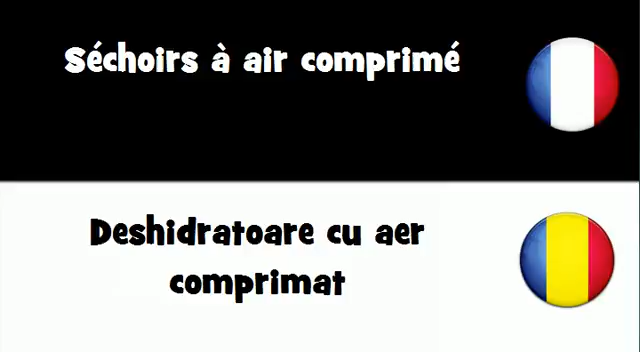 Séchoirs à air comprimé
Deshidratoare cu aer
comprimat